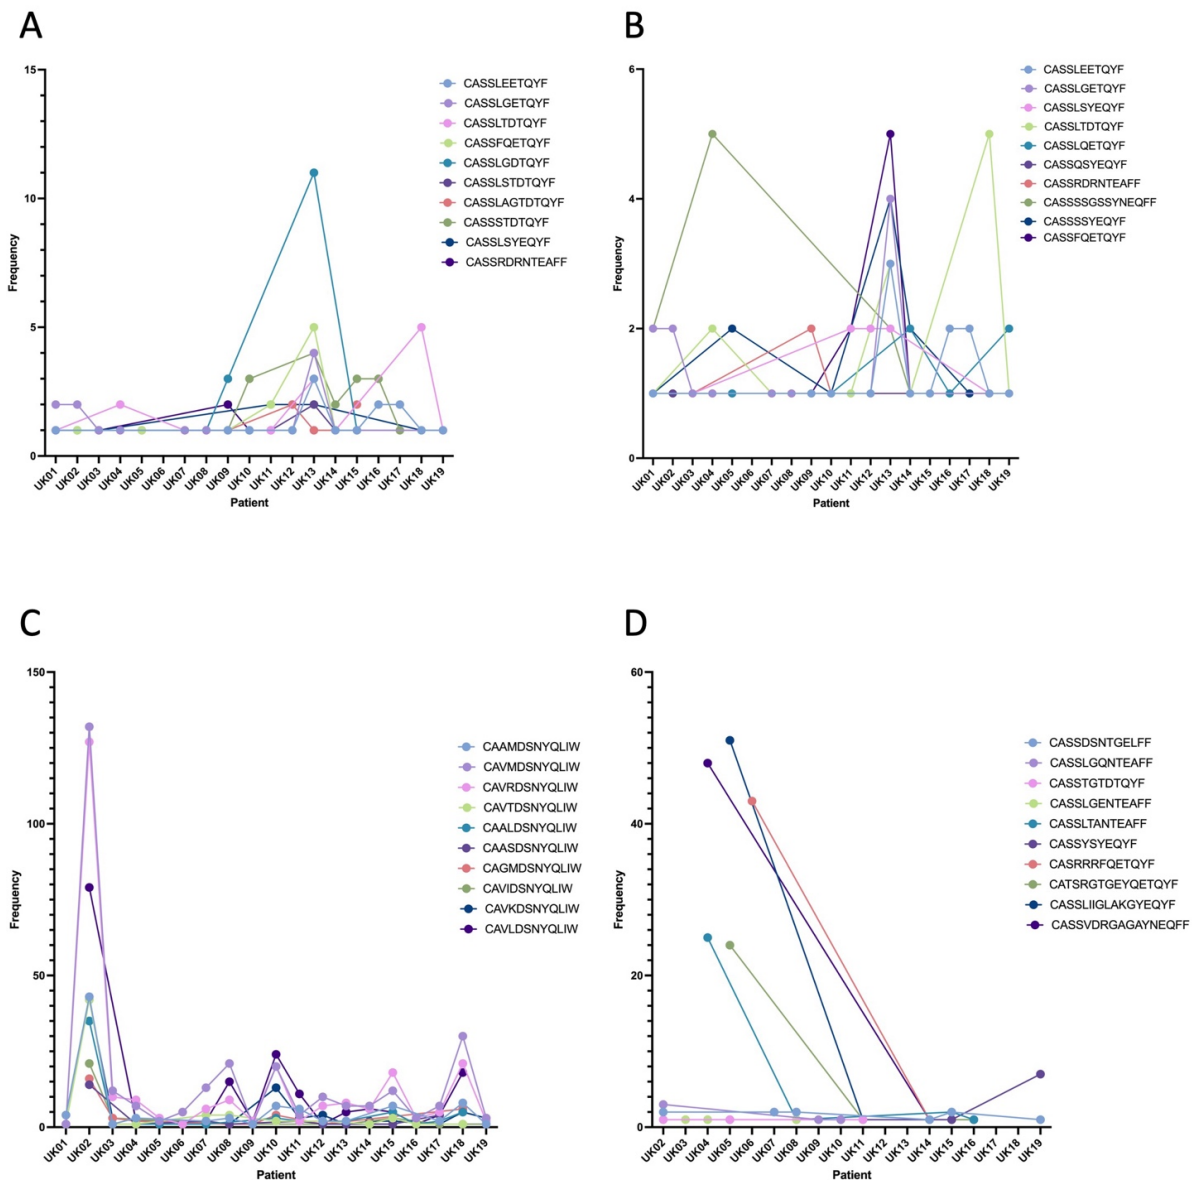 A
15
10
5
0
Frequency
CASSLEETQYF
CASSLGETQYF
CASSLTDTQYF
CASSFQETQYF
CASSLGDTQYF
CASSLSTDTQYF
CASSLAGTDTQYF
CASSSTDTQYF
CASSLSYEQYF
CASSRDRNTEAFF
UK01 UK02 UK03 UK04 UK05 UK06 UK07 UK08 UK09 UK10 UK11 UK12 UK13 UK14 UK15 UK16 UK17 UK18 UK19
Patient
B
6
4
2
0
Frequency
CASSLEETQYF
CASSLGETQYF
CASSLSYEQYF
CASSLTDTQYF
CASSLQETQYF
CASSQSYEQYF
CASSRDRNTEAFF
CASSSSGSSYNEQFF
CASSSSYEQYF
CASSFQETQYF
UK01 UK02 UK03 UK04 UK05 UK06 UK07 UK08 UK09 UK10 UK11 UK12 UK13 UK14 UK15 UK16 UK17 UK18 UK19
Patient
C
150
100
50
0
Frequency
CAAMDSNYQLIW
CAVMDSNYQLIW
CAVRDSNYQLIW
CAVTDSNYQLIW
CAALDSNYQLIW
CAASDSNYQLIW
CAGMDSNYQLIW
CAVIDSNYQLIW
CAVKDSNYQLIW
CAVLDSNYQLIW
UK01 UK02 UK03 UK04 UK05 UK06 UK07 UK08 UK09 UK10 UK11 UK12 UK13 UK14 UK15 UK16 UK17 UK18 UK19
Patient
D
60
40
20
0
Frequency
CASSDSNTGELFF
CASSLGQNTEAFF
CASSTGTDTQYF
CASSLGENTEAFF
CASSLTANTEAFF
CASSYSYEQYF
CASRRRFQETQYF
CATSRGTGEYQETQYF
CASSLIIGLAKGYEQYF
CASSVDRGAGAYNEQFF
UK02 UK03 UK04 UK05 UK06 UK07 UK08 UK09 UK10 UK11 UK12 UK13 UK14 UK15 UK16 UK17 UK18 UK19
Patient